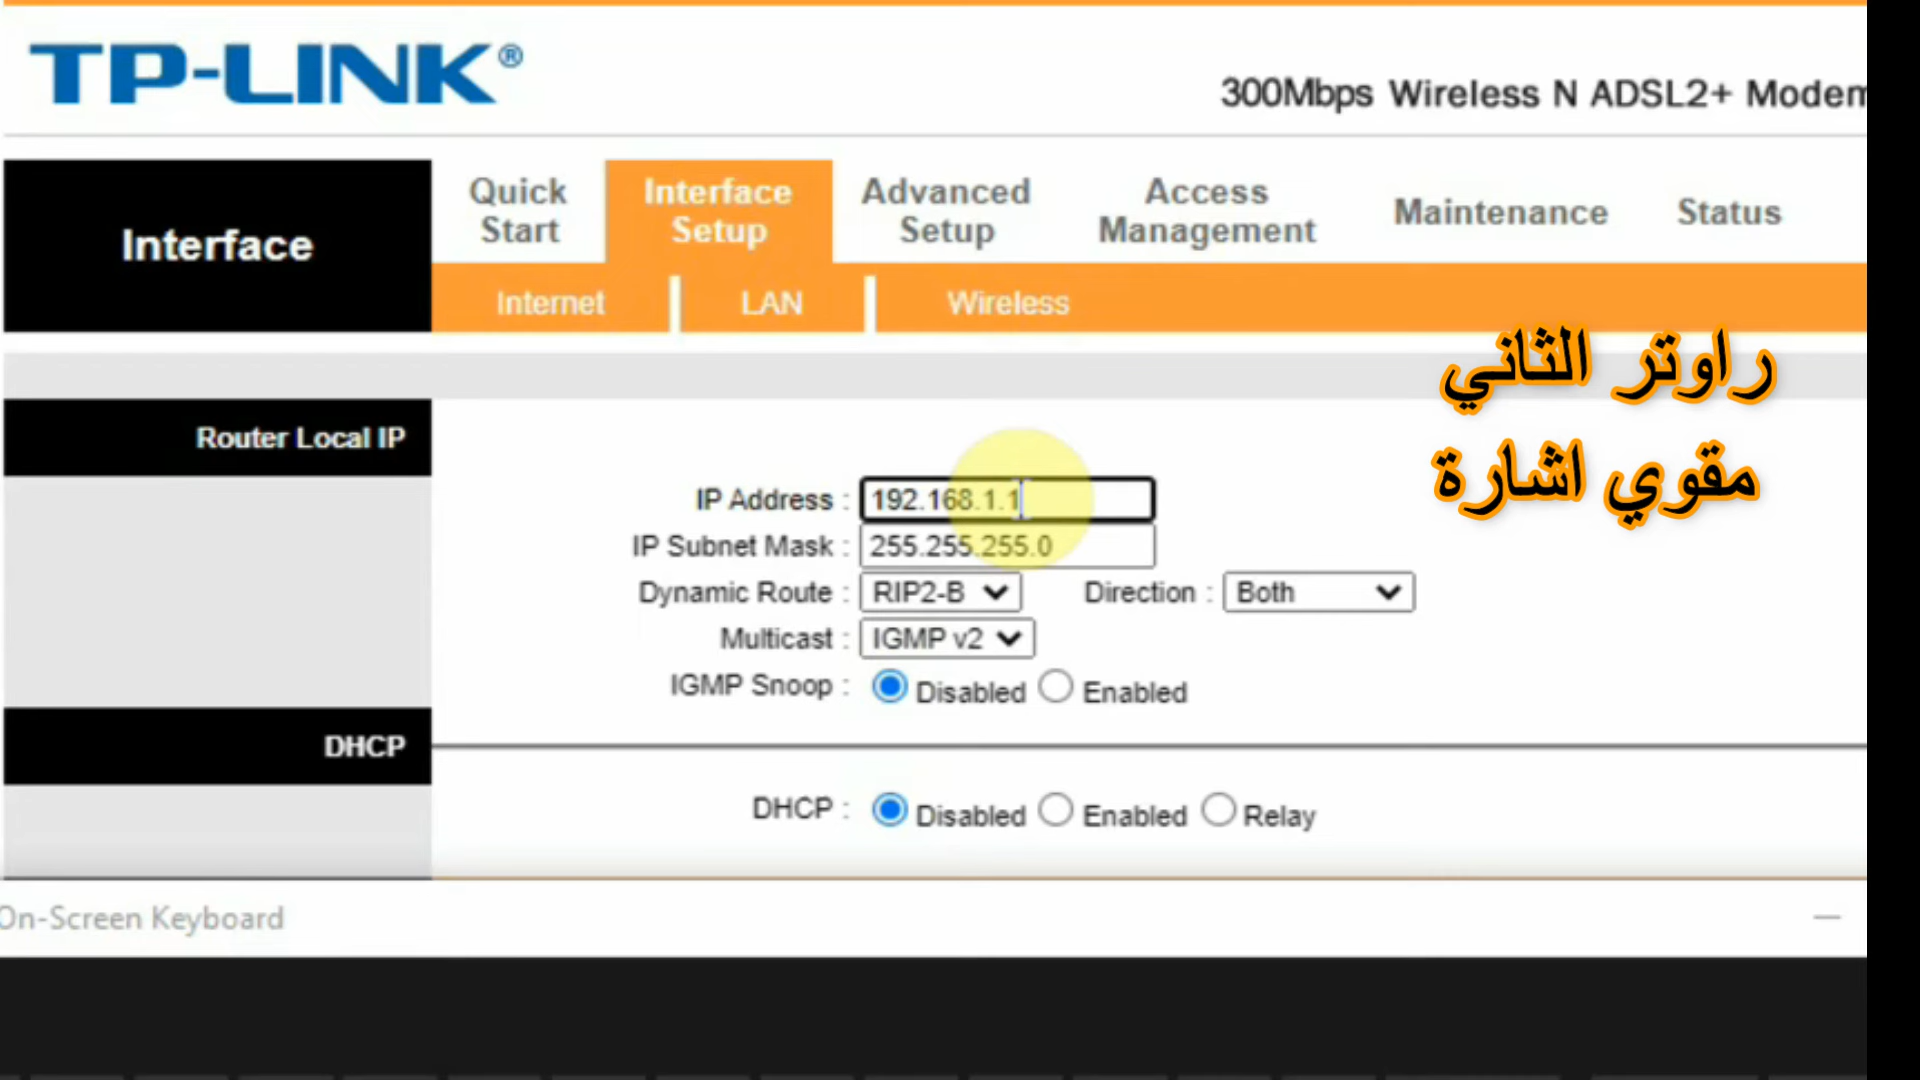 TP-LINK®
300Mbps Wireless N ADSL2+ Modem
Interface
Quick Start
Interface Setup
Advanced Setup
Access Management
Maintenance
Status
Internet
LAN
Wireless
راوتر الثاني
مقوي اشارة
Router Local IP
IP Address : 192.168.1.1
IP Subnet Mask : 255.255.255.0
Dynamic Route : RIP2-B Direction : Both
Multicast : IGMP v2
IGMP Snoop : Disabled Enabled
DHCP
DHCP : Disabled Enabled Relay
On-Screen Keyboard